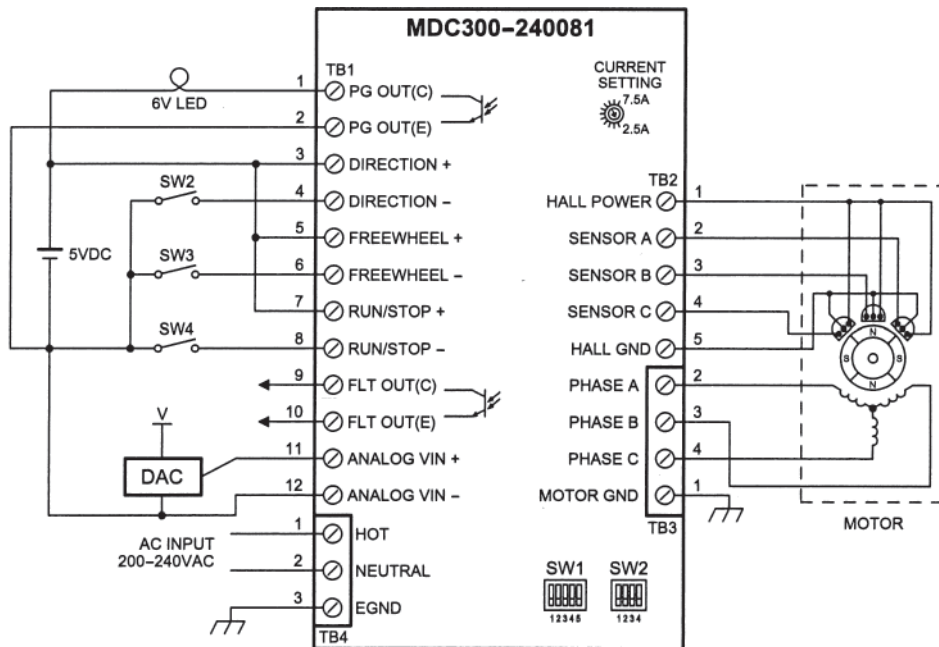 MDC300-240081
TB1
CURRENT
SETTING
7.5A
2.5A
6V LED
1 PG OUT(C)
2 PG OUT(E)
3 DIRECTION +
SW2
4 DIRECTION -
5 FREEWHEEL +
5VDC
SW3
6 FREEWHEEL -
7 RUN/STOP +
SW4
8 RUN/STOP -
9 FLT OUT(C)
10 FLT OUT(E)
V
11 ANALOG VIN +
DAC
12 ANALOG VIN -
1 HOT
AC INPUT
200-240VAC
2 NEUTRAL
3 EGND
TB4
TB2
HALL POWER 1
SENSOR A 2
SENSOR B 3
SENSOR C 4
HALL GND 5
PHASE A 2
PHASE B 3
PHASE C 4
MOTOR GND 1
TB3
N
S S
N
MOTOR
SW1 SW2
12345 1234